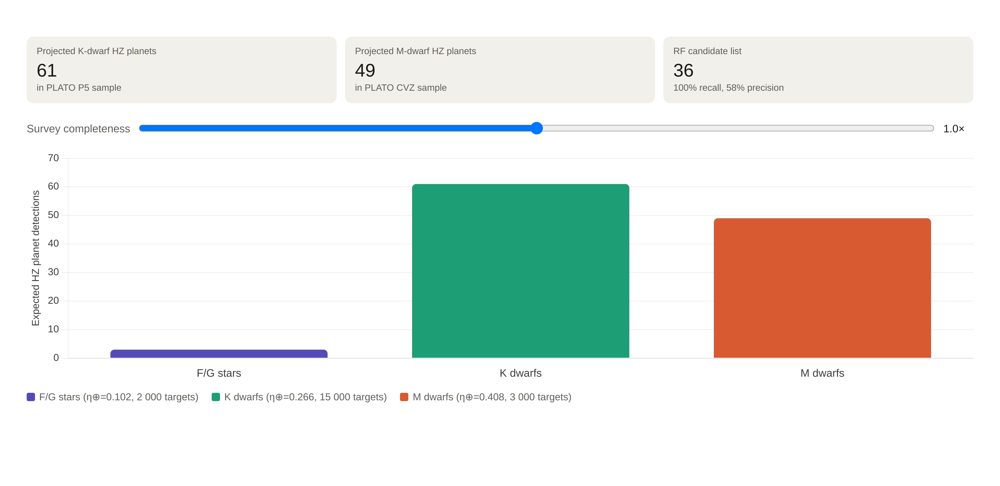 Projected K-dwarf HZ planets
61
in PLATO P5 sample
Projected M-dwarf HZ planets
49
in PLATO CVZ sample
RF candidate list
36
100% recall, 58% precision
Survey completeness
1.0×
Expected HZ planet detections
70
60
50
40
30
20
10
0
F/G stars
K dwarfs
M dwarfs
F/G stars (η⊕=0.102, 2 000 targets)
K dwarfs (η⊕=0.266, 15 000 targets)
M dwarfs (η⊕=0.408, 3 000 targets)